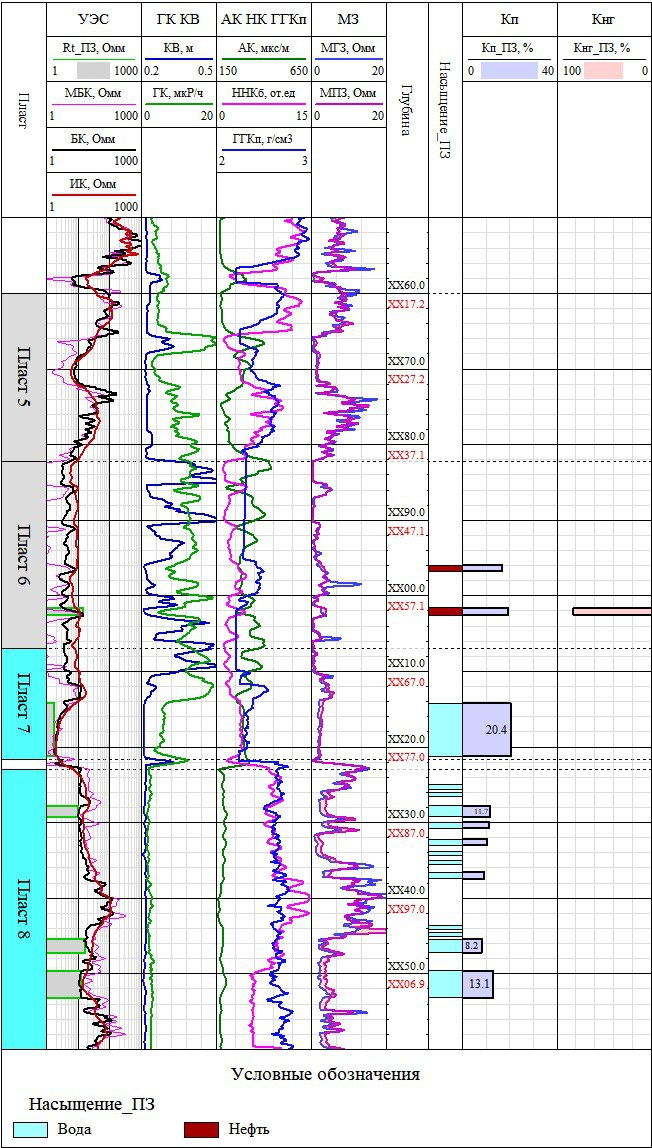 УЭС
ГК КВ
АК НК ГГКп
МЗ
Кп
Кнг
Пласт
Глубина
Насыщение_ПЗ
Rt_ПЗ, Омм
1 1000
КВ, м
0.2 0.5
АК, мкс/м
150 650
МГЗ, Омм
0 20
Кп_ПЗ, %
0 40
Кнг_ПЗ, %
100 0
МБК, Омм
1 1000
ГК, мкР/ч
0 20
ННКб, от.ед
0 15
МПЗ, Омм
0 20
БК, Омм
1 1000
ГГКп, г/см3
2 3
ИК, Омм
1 1000
XX60.0
XX17.2
Пласт 5
XX70.0
XX27.2
XX80.0
XX37.1
XX90.0
XX47.1
Пласт 6
XX00.0
XX57.1
XX10.0
XX67.0
Пласт 7
20.4
XX20.0
XX77.0
11.7
XX30.0
XX87.0
Пласт 8
XX40.0
XX97.0
8.2
XX50.0
XX06.9
13.1
Условные обозначения
Насыщение_ПЗ
Вода
Нефть